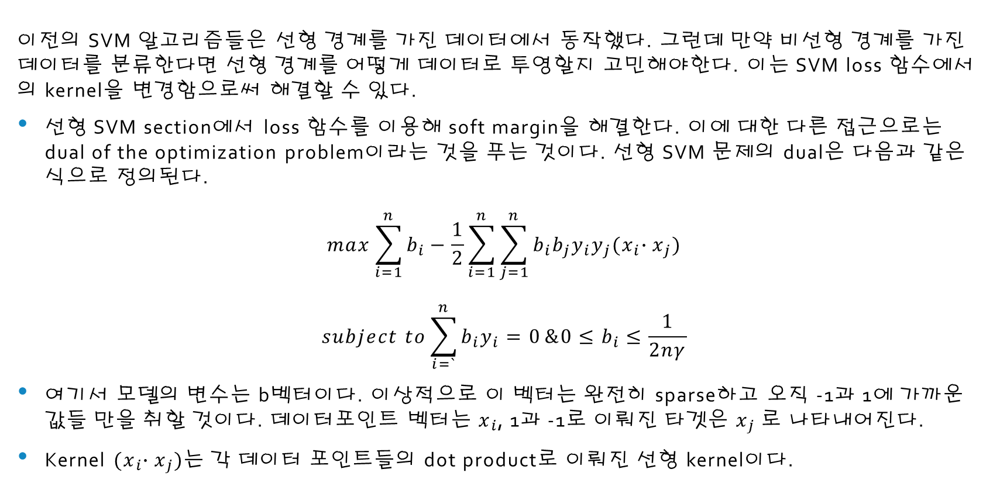 이전의 SVM 알고리즘들은 선형 경계를 가진 데이터에서 동작했다. 그런데 만약 비선형 경계를 가진
데이터를 분류한다면 선형 경계를 어떻게 데이터로 투영할지 고민해야한다. 이는 SVM loss 함수에서
의 kernel을 변경함으로써 해결할 수 있다.
• 선형 SVM section에서 loss 함수를 이용해 soft margin을 해결한다. 이에 대한 다른 접근으로는
dual of the optimization problem이라는 것을 푸는 것이다. 선형 SVM 문제의 dual은 다음과 같은
식으로 정의된다.
$max \sum_{i=1}^{n} b_i - \frac{1}{2} \sum_{i=1}^{n} \sum_{j=1}^{n} b_i b_j y_i y_j (x_i \cdot x_j)$
$subject\ to \sum_{i=`}^{n} b_i y_i = 0 \& 0 \leq b_i \leq \frac{1}{2n\gamma}$
• 여기서 모델의 변수는 b벡터이다. 이상적으로 이 벡터는 완전히 sparse하고 오직 -1과 1에 가까운
값들 만을 취할 것이다. 데이터포인트 벡터는 $x_i$, 1과 -1로 이뤄진 타겟은 $x_j$ 로 나타내어진다.
• Kernel $(x_i \cdot x_j)$는 각 데이터 포인트들의 dot product로 이뤄진 선형 kernel이다.